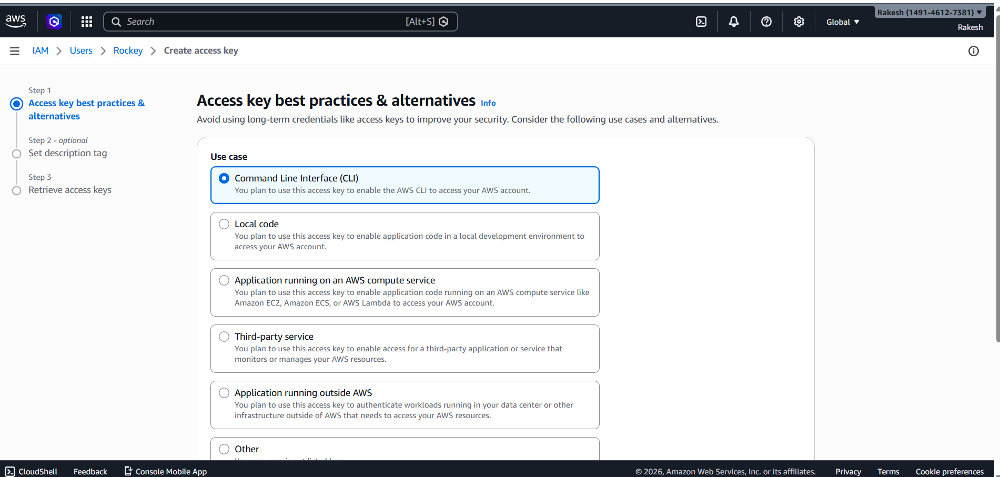 aws
Search
[Alt+S]
Global
Rakesh (1491-4612-7381)
Rakesh
IAM
Users
Rockey
Create access key
Step 1
Access key best practices &
alternatives
Step 2 - optional
Set description tag
Step 3
Retrieve access keys
Access key best practices & alternatives Info
Avoid using long-term credentials like access keys to improve your security. Consider the following use cases and alternatives.
Use case
Command Line Interface (CLI)
You plan to use this access key to enable the AWS CLI to access your AWS account.
Local code
You plan to use this access key to enable application code in a local development environment to
access your AWS account.
Application running on an AWS compute service
You plan to use this access key to enable application code running on an AWS compute service like
Amazon EC2, Amazon ECS, or AWS Lambda to access your AWS account.
Third-party service
You plan to use this access key to enable access for a third-party application or service that
monitors or manages your AWS resources.
Application running outside AWS
You plan to use this access key to authenticate workloads running in your data center or other
infrastructure outside of AWS that needs to access your AWS resources.
Other
Your use case is not listed here.
CloudShell
Feedback
Console Mobile App
© 2026, Amazon Web Services, Inc. or its affiliates.
Privacy
Terms
Cookie preferences